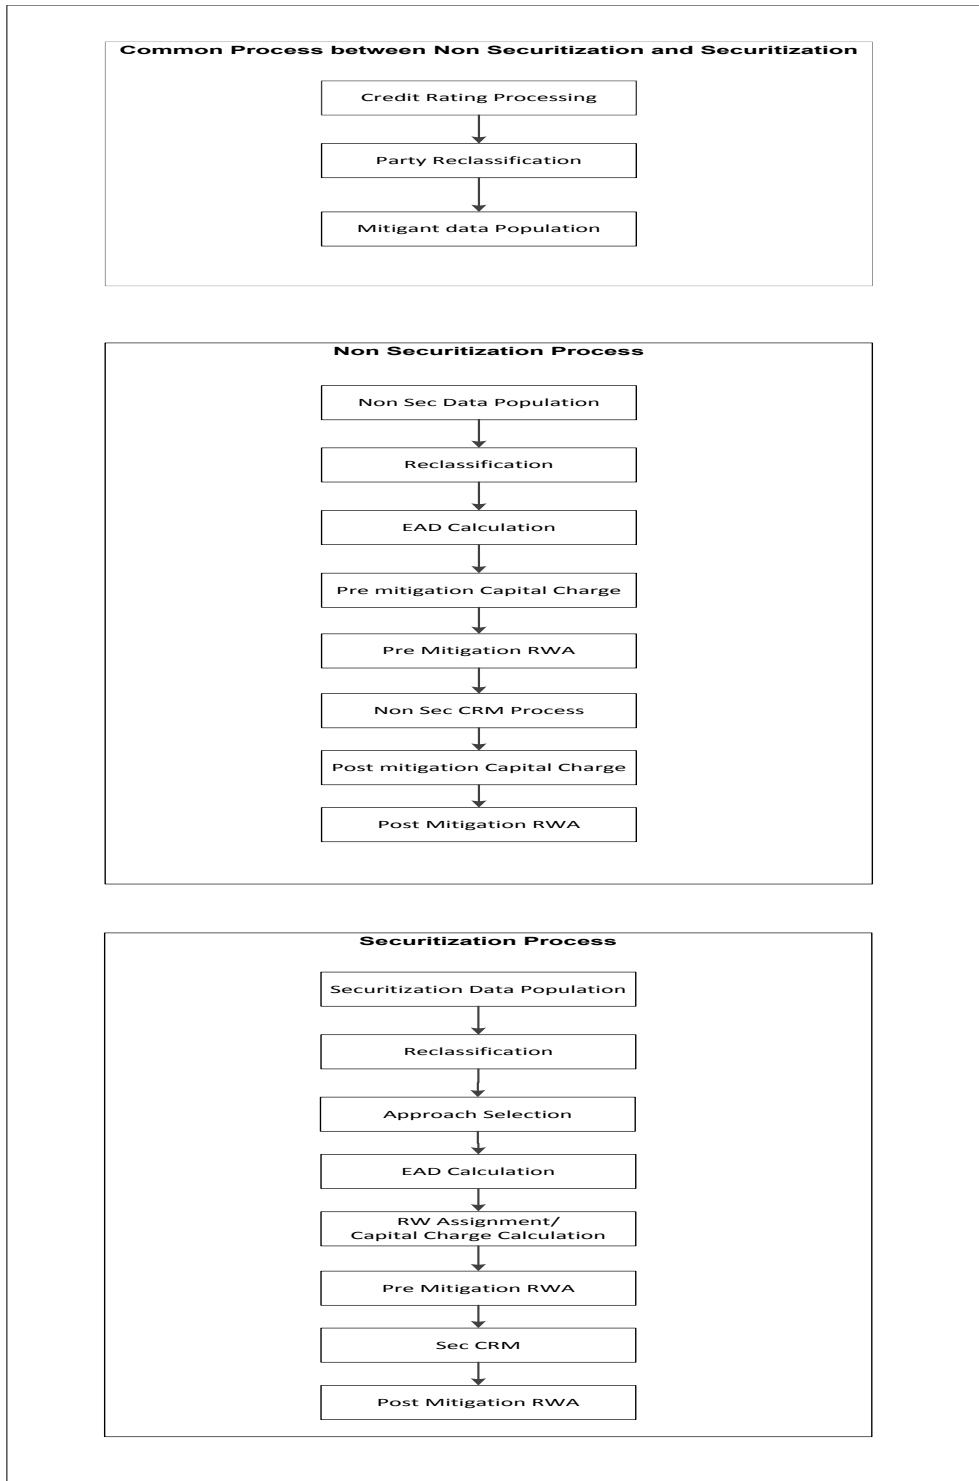 Common Process between Non Securitization and Securitization
Credit Rating Processing
Party Reclassification
Mitigant data Population
Non Securitization Process
Non Sec Data Population
Reclassification
EAD Calculation
Pre mitigation Capital Charge
Pre Mitigation RWA
Non Sec CRM Process
Post mitigation Capital Charge
Post Mitigation RWA
Securitization Process
Securitization Data Population
Reclassification
Approach Selection
EAD Calculation
RW Assignment/
Capital Charge Calculation
Pre Mitigation RWA
Sec CRM
Post Mitigation RWA